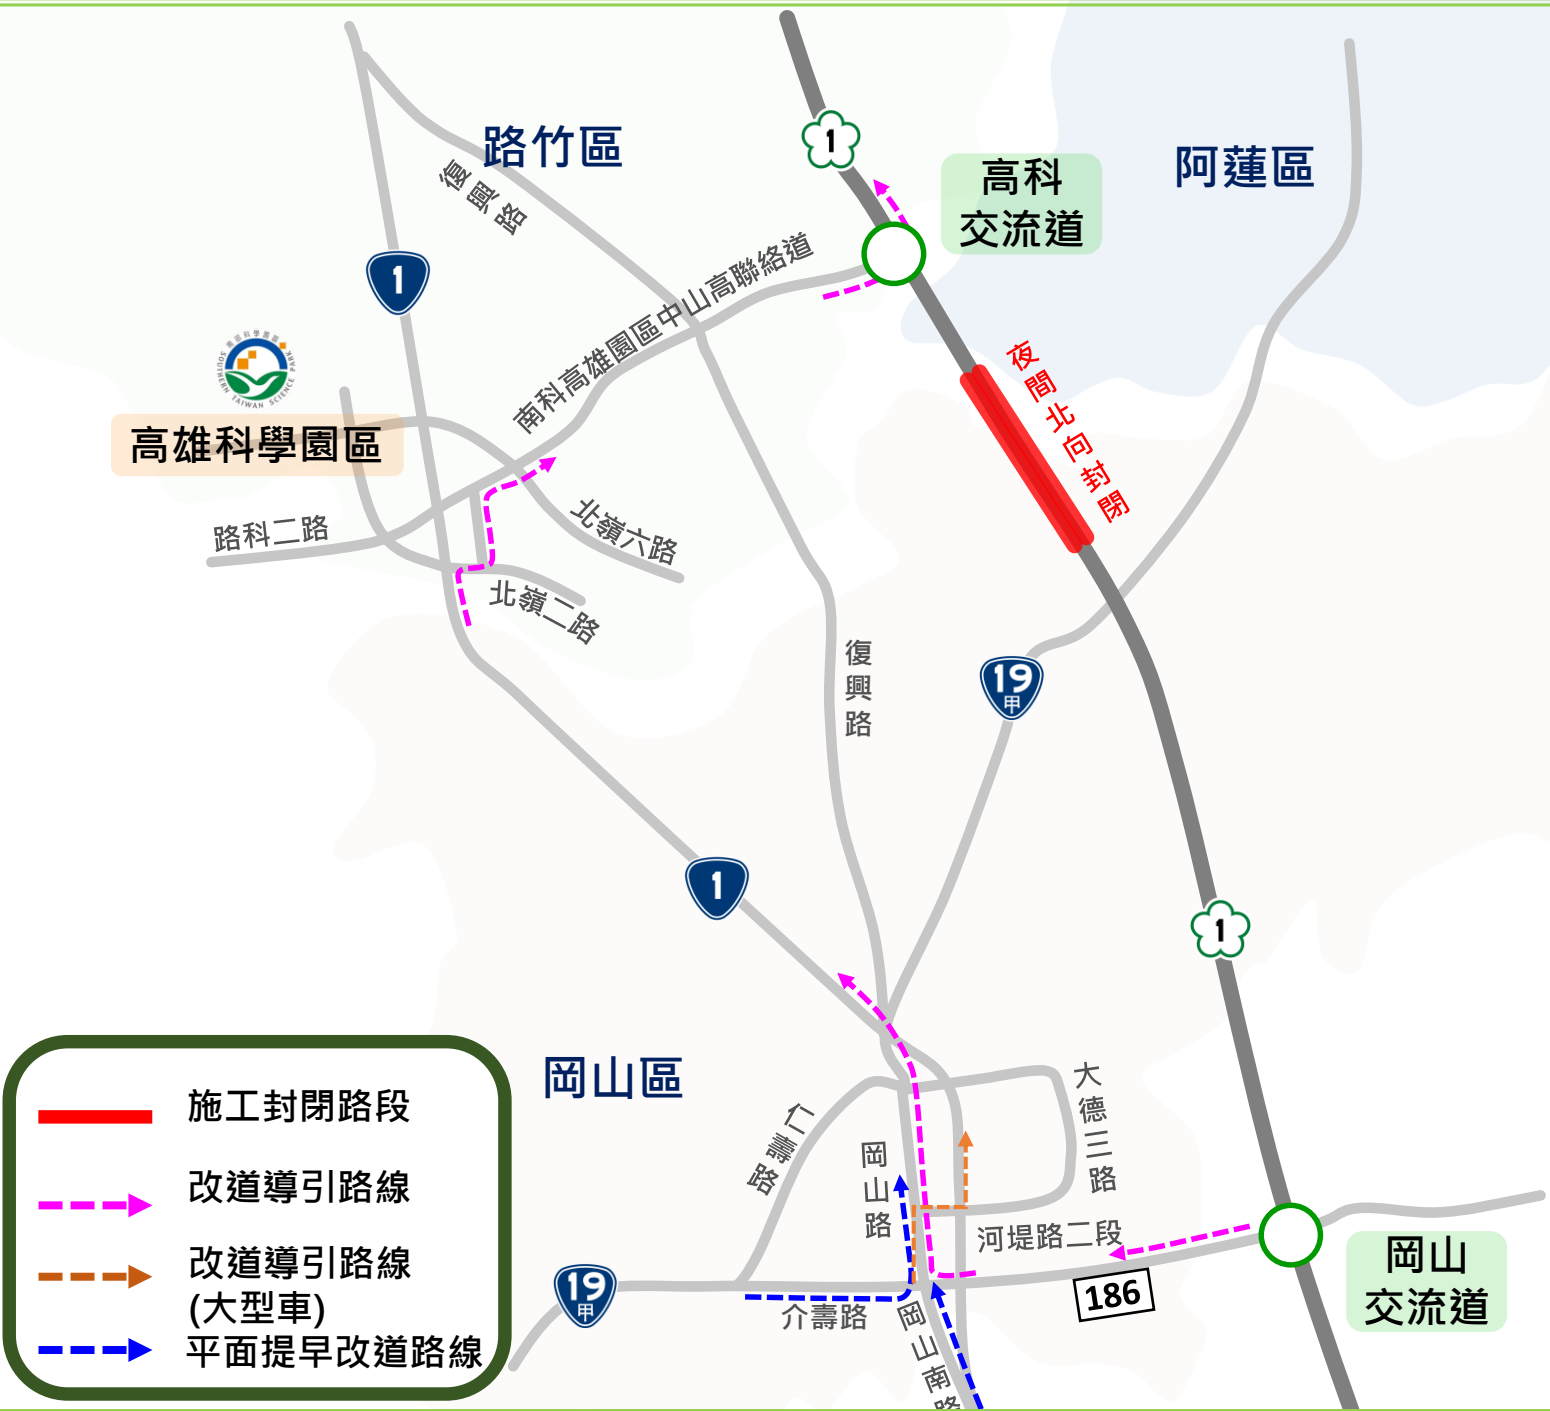 路竹區
復興路
1
高科
交流道
阿蓮區
1
南科高雄園區中山高聯絡道
SOUTHERN TAIWAN SCIENCE PARK
高雄科學園區
夜間北向封閉
路科二路
北嶺六路
北嶺二路
復興路
19
甲
1
1
岡山區
大德三路
仁壽路
岡山路
河堤路二段
186
岡山
交流道
19
甲
介壽路
岡山南路
施工封閉路段
改道導引路線
改道導引路線
(大型車)
平面提早改道路線